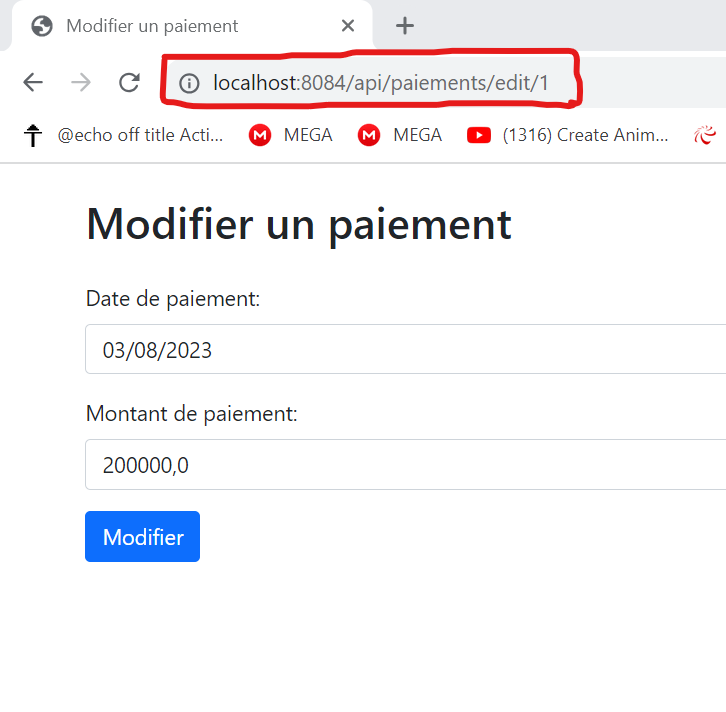 Modifier un paiement
localhost:8084/api/paiements/edit/1
@echo off title Acti... MEGA MEGA (1316) Create Anim...
Modifier un paiement
Date de paiement:
03/08/2023
Montant de paiement:
200000,0
Modifier